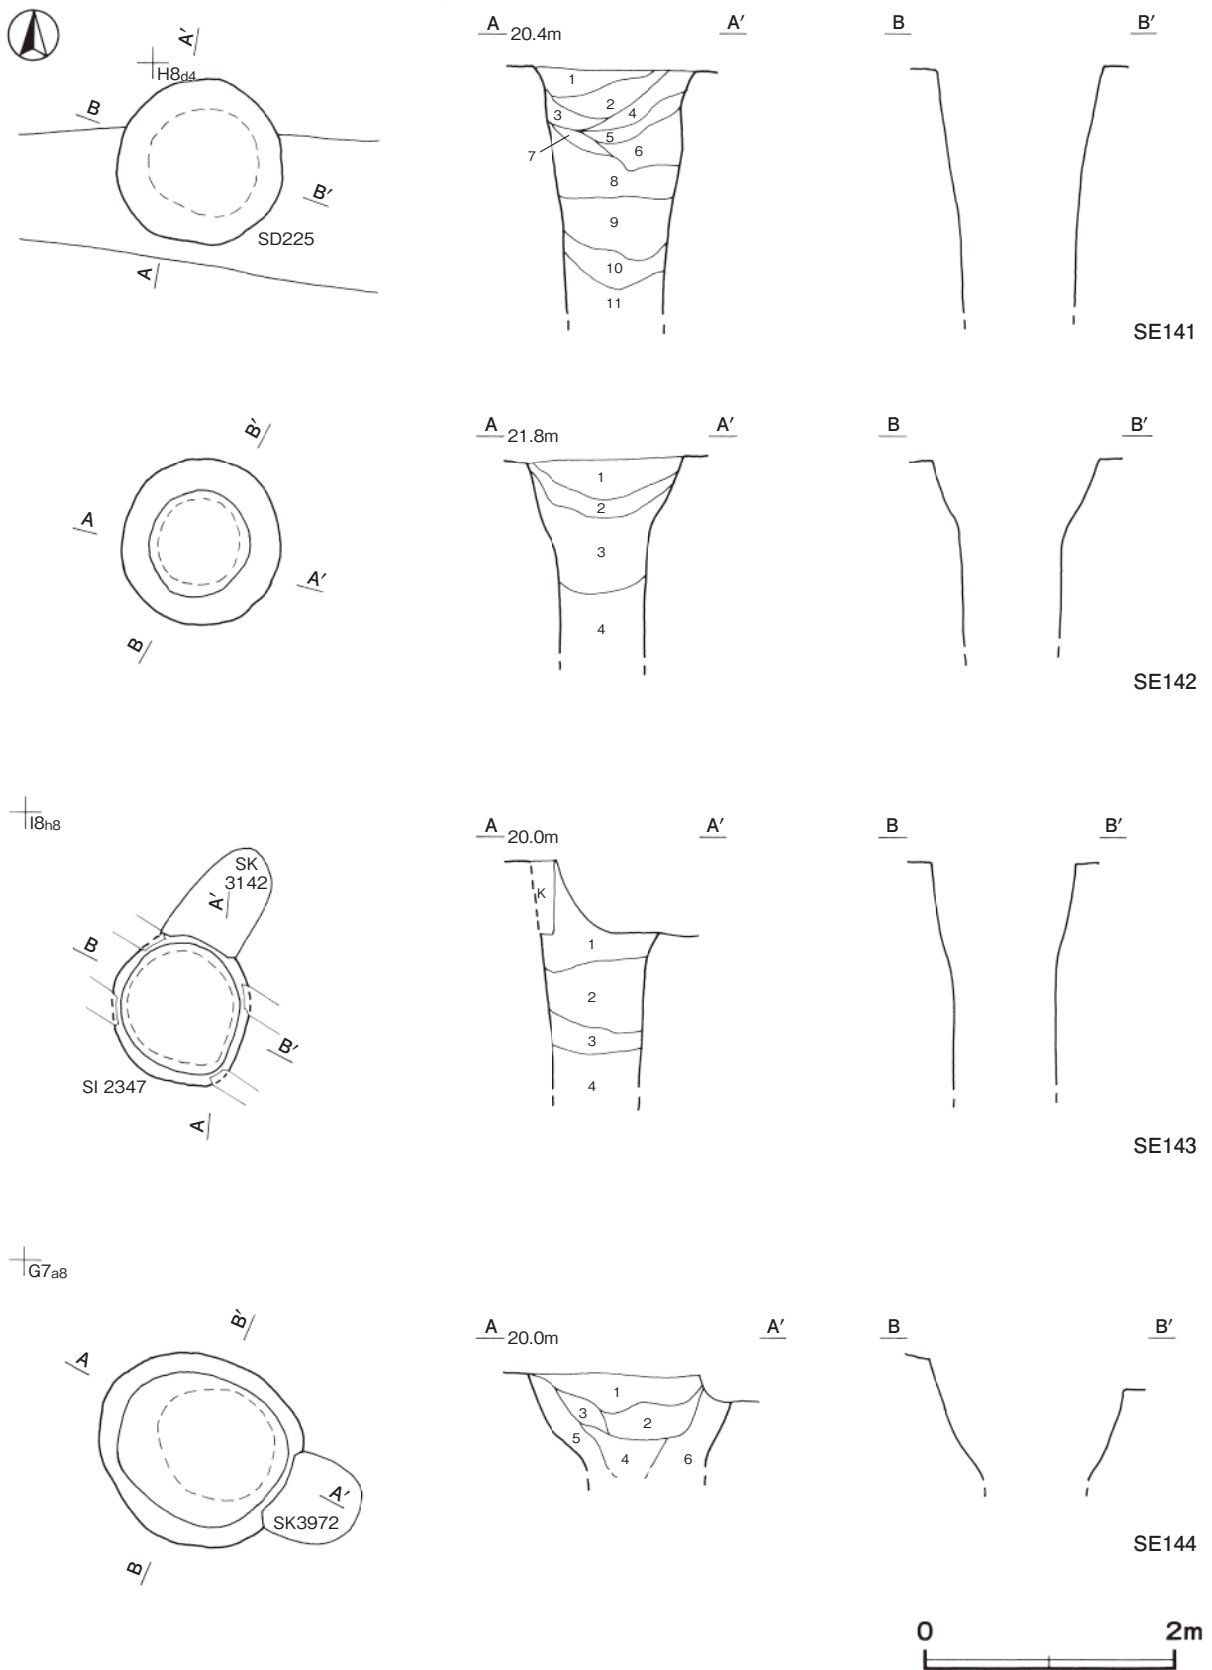 A'
H8d4
B
B'
SD225
A
A 20.4m A'
1
2
3
4
5
6
7
8
9
10
11
B B'
SE141
B'
A
A'
B
A 21.8m A'
1
2
3
4
B B'
SE142
I8h8
SK
3142
A'
B
B'
SI 2347
A
A 20.0m A'
K
1
2
3
4
B B'
SE143
G7a8
B'
A
A'
SK3972
B
A 20.0m A'
1
2
3
4
5
6
B B'
SE144
0 2m